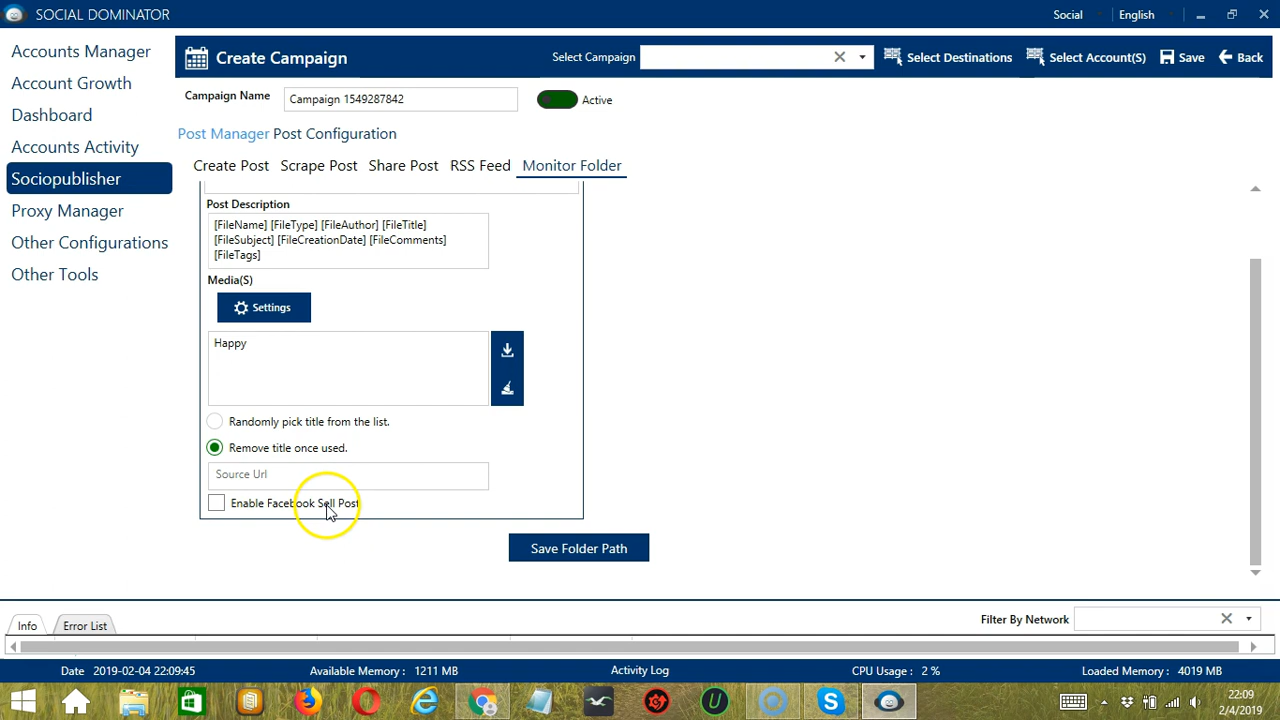 SOCIAL DOMINATOR
Social
English
Accounts Manager
Account Growth
Dashboard
Accounts Activity
Sociopublisher
Proxy Manager
Other Configurations
Other Tools
Create Campaign
Select Campaign
Select Destinations
Select Account(S)
Save
Back
Campaign Name
Campaign 1549287842
Active
Post Manager Post Configuration
Create Post
Scrape Post
Share Post
RSS Feed
Monitor Folder
Post Description
[FileName] [FileType] [FileAuthor] [FileTitle]
[FileSubject] [FileCreationDate] [FileComments]
[FileTags]
Media(S)
Settings
Happy
Randomly pick title from the list.
Remove title once used.
Source Url
Enable Facebook Sell Post
Save Folder Path
Info
Error List
Filter By Network
Date 2019-02-04 22:09:45
Available Memory : 1211 MB
Activity Log
CPU Usage : 2 %
Loaded Memory : 4019 MB
22:09
2/4/2019